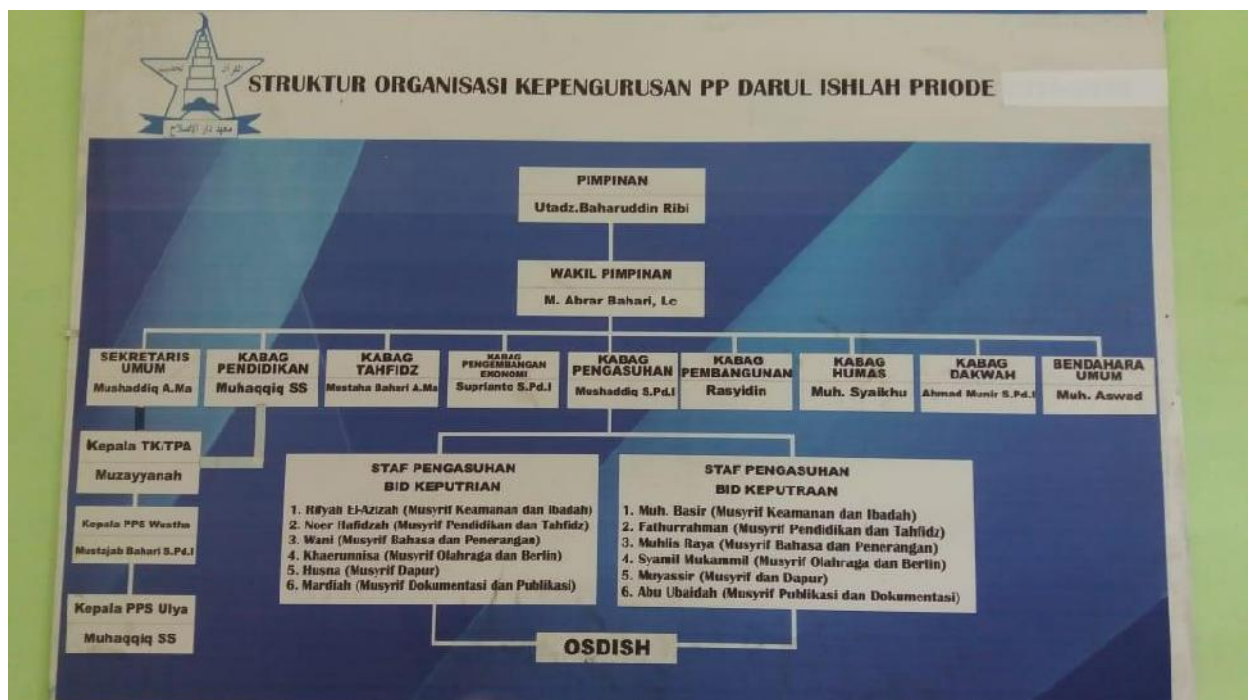 STRUKTUR ORGANISASI KEPENGURUSAN PP DARUL ISHLAH PRIODE
معهد دار الإصلاح
PIMPINAN
Utadz.Baharuddin Ribi
WAKIL PIMPINAN
M. Abrar Bahari, Lc
SEKRETARIS
UMUM
Mushaddiq A.Ma
KABAG
PENDIDIKAN
Muhaqqiq SS
KABAG
TAHFIDZ
Mustaha Bahari A.Ma
KABAG
PENGEMBANGAN
EKONOMI
Suprianto S.Pd.I
KABAG
PENGASUHAN
Mushaddiq S.Pd.I
KABAG
PEMBANGUNAN
Rasyidin
KABAG
HUMAS
Muh. Syaikhu
KABAG
DAKWAH
Ahmad Munir S.Pd.I
BENDAHARA
UMUM
Muh. Aswad
Kepala TK/TPA
Muzayyanah
Kepala PPS Wustha
Mustajab Bahari S.Pd.I
Kepala PPS Ulya
Muhaqqiq SS
STAF PENGASUHAN
BID KEPUTRIAN
1. Rifyah El-Azizah (Musyrif Keamanan dan Ibadah)
2. Noer Hafidzah (Musyrif Pendidikan dan Tahfidz)
3. Wani (Musyrif Bahasa dan Penerangan)
4. Khaerunnisa (Musyrif Olahraga dan Berlin)
5. Husna (Musyrif Dapur)
6. Mardiah (Musyrif Dokumentasi dan Publikasi)
STAF PENGASUHAN
BID KEPUTRAAN
1. Muh. Basir (Musyrif Keamanan dan Ibadah)
2. Fathurrahman (Musyrif Pendidikan dan Tahfidz)
3. Muhlis Raya (Musyrif Bahasa dan Penerangan)
4. Syamil Mukammil (Musyrif Olahraga dan Berlin)
5. Muyassir (Musyrif dan Dapur)
6. Abu Ubaidah (Musyrif Publikasi dan Dokumentasi)
OSDISH